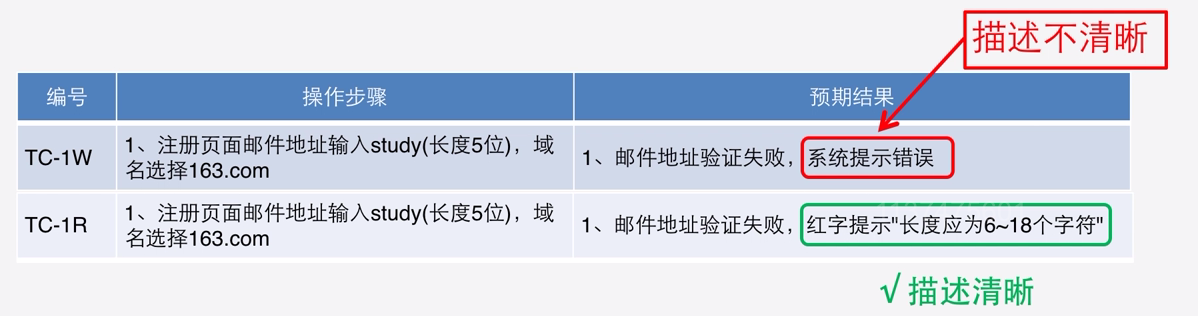 描述不清晰
编号 操作步骤 预期结果
TC-1W 1、注册页面邮件地址输入study(长度5位)，域名选择163.com 1、邮件地址验证失败，系统提示错误
TC-1R 1、注册页面邮件地址输入study(长度5位)，域名选择163.com 1、邮件地址验证失败，红字提示"长度应为6~18个字符"
√ 描述清晰